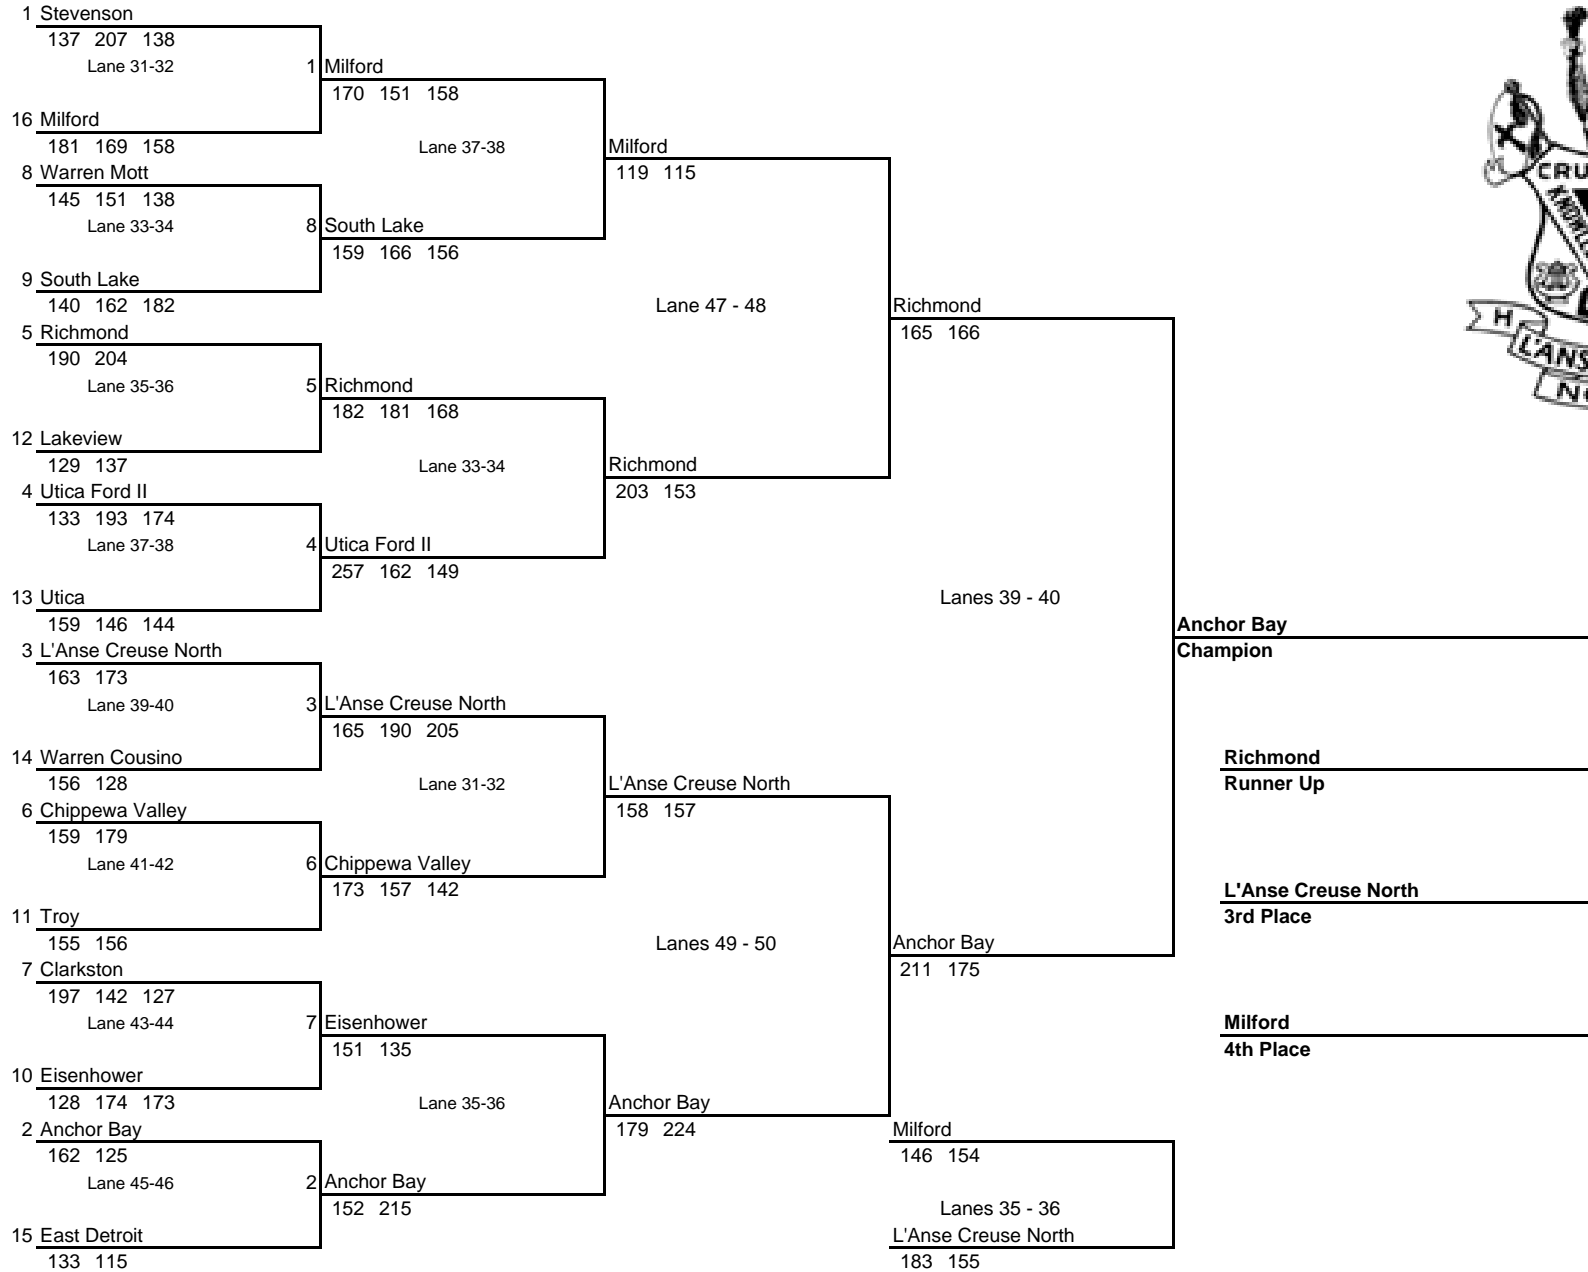 1 Stevenson
137 207 138
Lane 31-32
1 Milford
170 151 158
16 Milford
181 169 158
Lane 37-38
Milford
119 115
8 Warren Mott
145 151 138
Lane 33-34
8 South Lake
159 166 156
9 South Lake
140 162 182
Lane 47 - 48
Richmond
165 166
5 Richmond
190 204
Lane 35-36
5 Richmond
182 181 168
12 Lakeview
129 137
Lane 33-34
Richmond
203 153
4 Utica Ford II
133 193 174
Lane 37-38
4 Utica Ford II
257 162 149
13 Utica
159 146 144
Lanes 39 - 40
Anchor Bay
Champion
3 L'Anse Creuse North
163 173
Lane 39-40
3 L'Anse Creuse North
165 190 205
14 Warren Cousino
156 128
Lane 31-32
L'Anse Creuse North
158 157
Richmond
Runner Up
6 Chippewa Valley
159 179
Lane 41-42
6 Chippewa Valley
173 157 142
11 Troy
155 156
Lanes 49 - 50
Anchor Bay
211 175
L'Anse Creuse North
3rd Place
7 Clarkston
197 142 127
Lane 43-44
7 Eisenhower
151 135
Milford
4th Place
10 Eisenhower
128 174 173
Lane 35-36
Anchor Bay
179 224
2 Anchor Bay
162 125
Lane 45-46
2 Anchor Bay
152 215
15 East Detroit
133 115
Milford
146 154
Lanes 35 - 36
L'Anse Creuse North
183 155
CRU
H
L'ANS